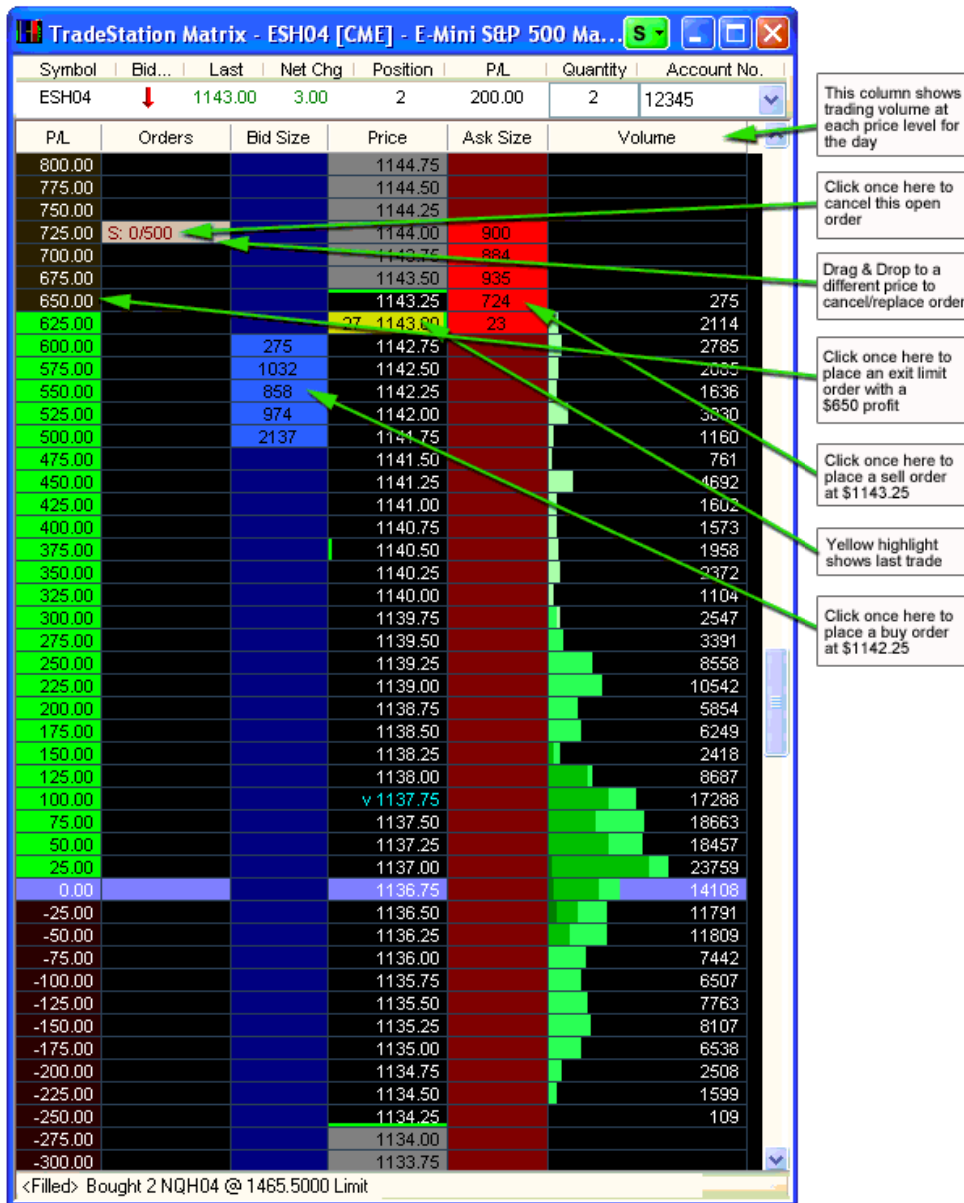 TradeStation Matrix - ESH04 [CME] - E-Mini S&P 500 Ma... S
Symbol Bid... Last Net Chg Position P/L Quantity Account No.
ESH04 1143.00 3.00 2 200.00 2 12345
P/L Orders Bid Size Price Ask Size Volume
800.00 1144.75
775.00 1144.50
750.00 1144.25
725.00 S: 0/500 1144.00 900
700.00 1143.75 884
675.00 1143.50 935
650.00 1143.25 724 275
625.00 27 1143.00 23 2114
600.00 275 1142.75 2785
575.00 1032 1142.50
550.00 858 1142.25 1636
525.00 974 1142.00 3330
500.00 2137 1141.75 1160
475.00 1141.50 761
450.00 1141.25 4692
425.00 1141.00 1602
400.00 1140.75 1573
375.00 1140.50 1958
350.00 1140.25 2372
325.00 1140.00 1104
300.00 1139.75 2547
275.00 1139.50 3391
250.00 1139.25 8558
225.00 1139.00 10542
200.00 1138.75 5854
175.00 1138.50 6249
150.00 1138.25 2418
125.00 1138.00 8687
100.00 v 1137.75 17288
75.00 1137.50 18663
50.00 1137.25 18457
25.00 1137.00 23759
0.00 1136.75 14108
-25.00 1136.50 11791
-50.00 1136.25 11809
-75.00 1136.00 7442
-100.00 1135.75 6507
-125.00 1135.50 7763
-150.00 1135.25 8107
-175.00 1135.00 6538
-200.00 1134.75 2508
-225.00 1134.50 1599
-250.00 1134.25 109
-275.00 1134.00
-300.00 1133.75
<Filled> Bought 2 NQH04 @ 1465.5000 Limit
This column shows
trading volume at
each price level for
the day
Click once here to
cancel this open
order
Drag & Drop to a
different price to
cancel/replace order
Click once here to
place an exit limit
order with a
$650 profit
Click once here to
place a sell order
at $1143.25
Yellow highlight
shows last trade
Click once here to
place a buy order
at $1142.25